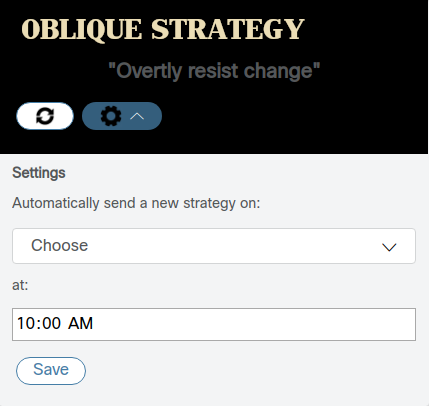 OBLIQUE STRATEGY
"Overtly resist change"
Settings
Automatically send a new strategy on:
Choose
at:
10:00 AM
Save